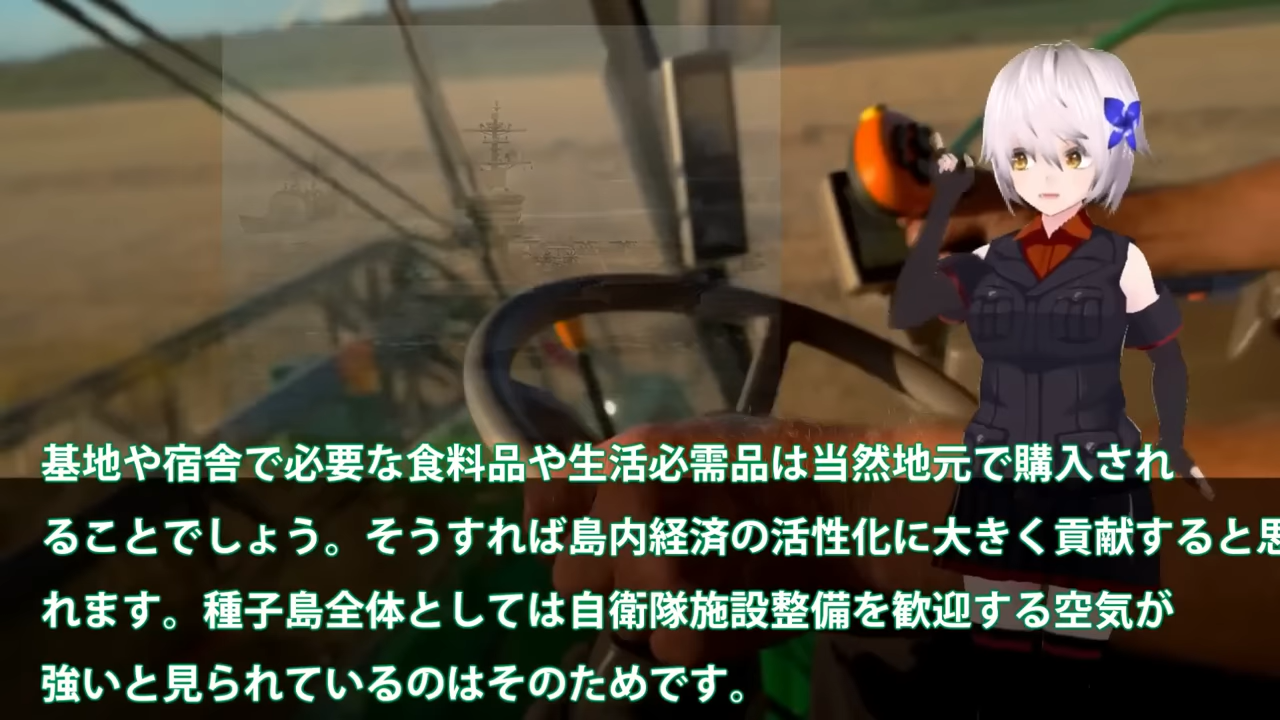 基地や宿舎で必要な食料品や生活必需品は当然地元で購入され
ることでしょう。そうすれば島内経済の活性化に大きく貢献すると思
れます。種子島全体としては自衛隊施設整備を歓迎する空気が
強いと見られているのはそのためです。